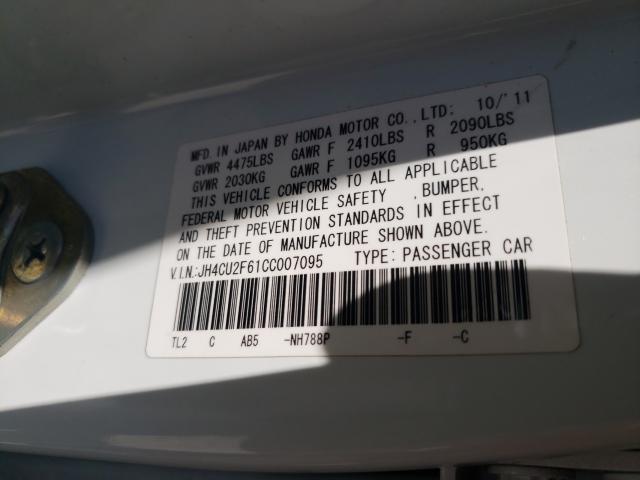 MFD. IN JAPAN BY HONDA MOTOR CO.,LTD: 10/'11
GVWR 4475LBS GAWR F 2410LBS R 2090LBS
GVWR 2030KG GAWR F 1095KG R 950KG
THIS VEHICLE CONFORMS TO ALL APPLICABLE
FEDERAL MOTOR VEHICLE SAFETY ,BUMPER,
AND THEFT PREVENTION STANDARDS IN EFFECT
ON THE DATE OF MANUFACTURE SHOWN ABOVE.
V.I.N.:JH4CU2F61CC007095 TYPE: PASSENGER CAR
TL2 C AB5 -NH788P -F -C